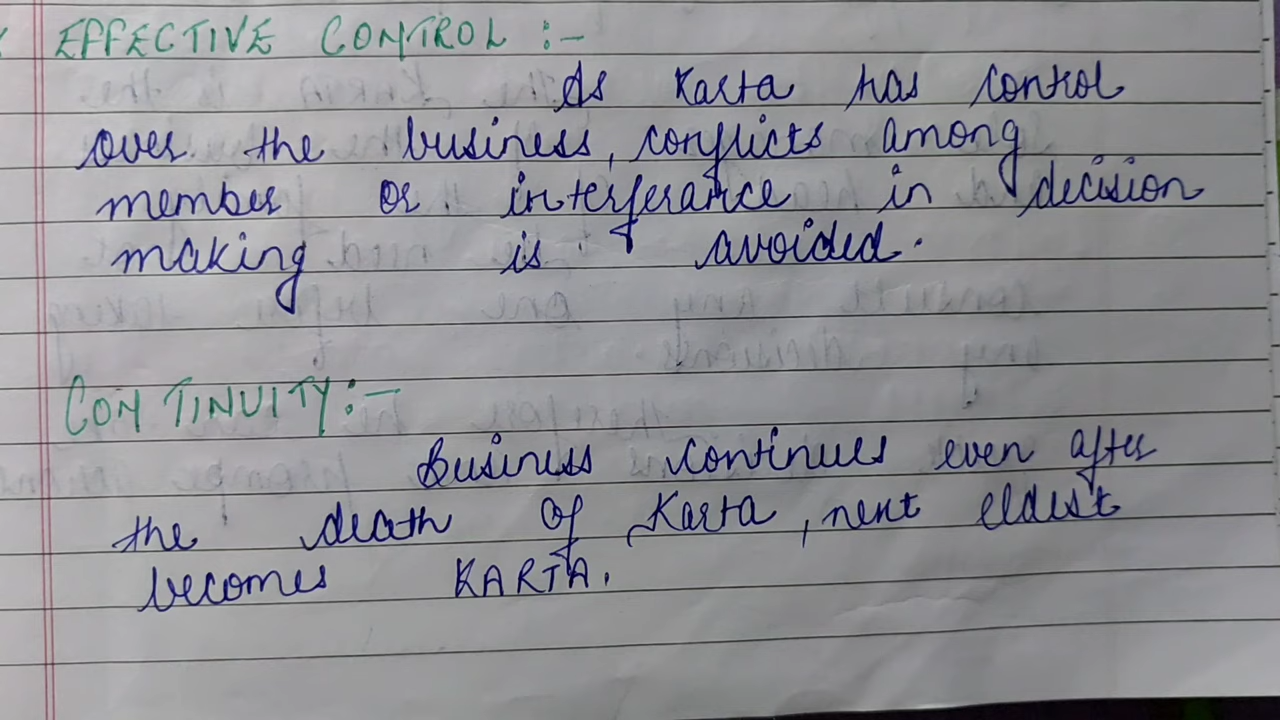 EFFECTIVE CONTROL :-
As Karta has control
over the business, conflicts among
member or interferance in decision
making is avoided.
CONTINUITY :-
Business continues even after
the death of Karta, next eldest
becomes KARTA.